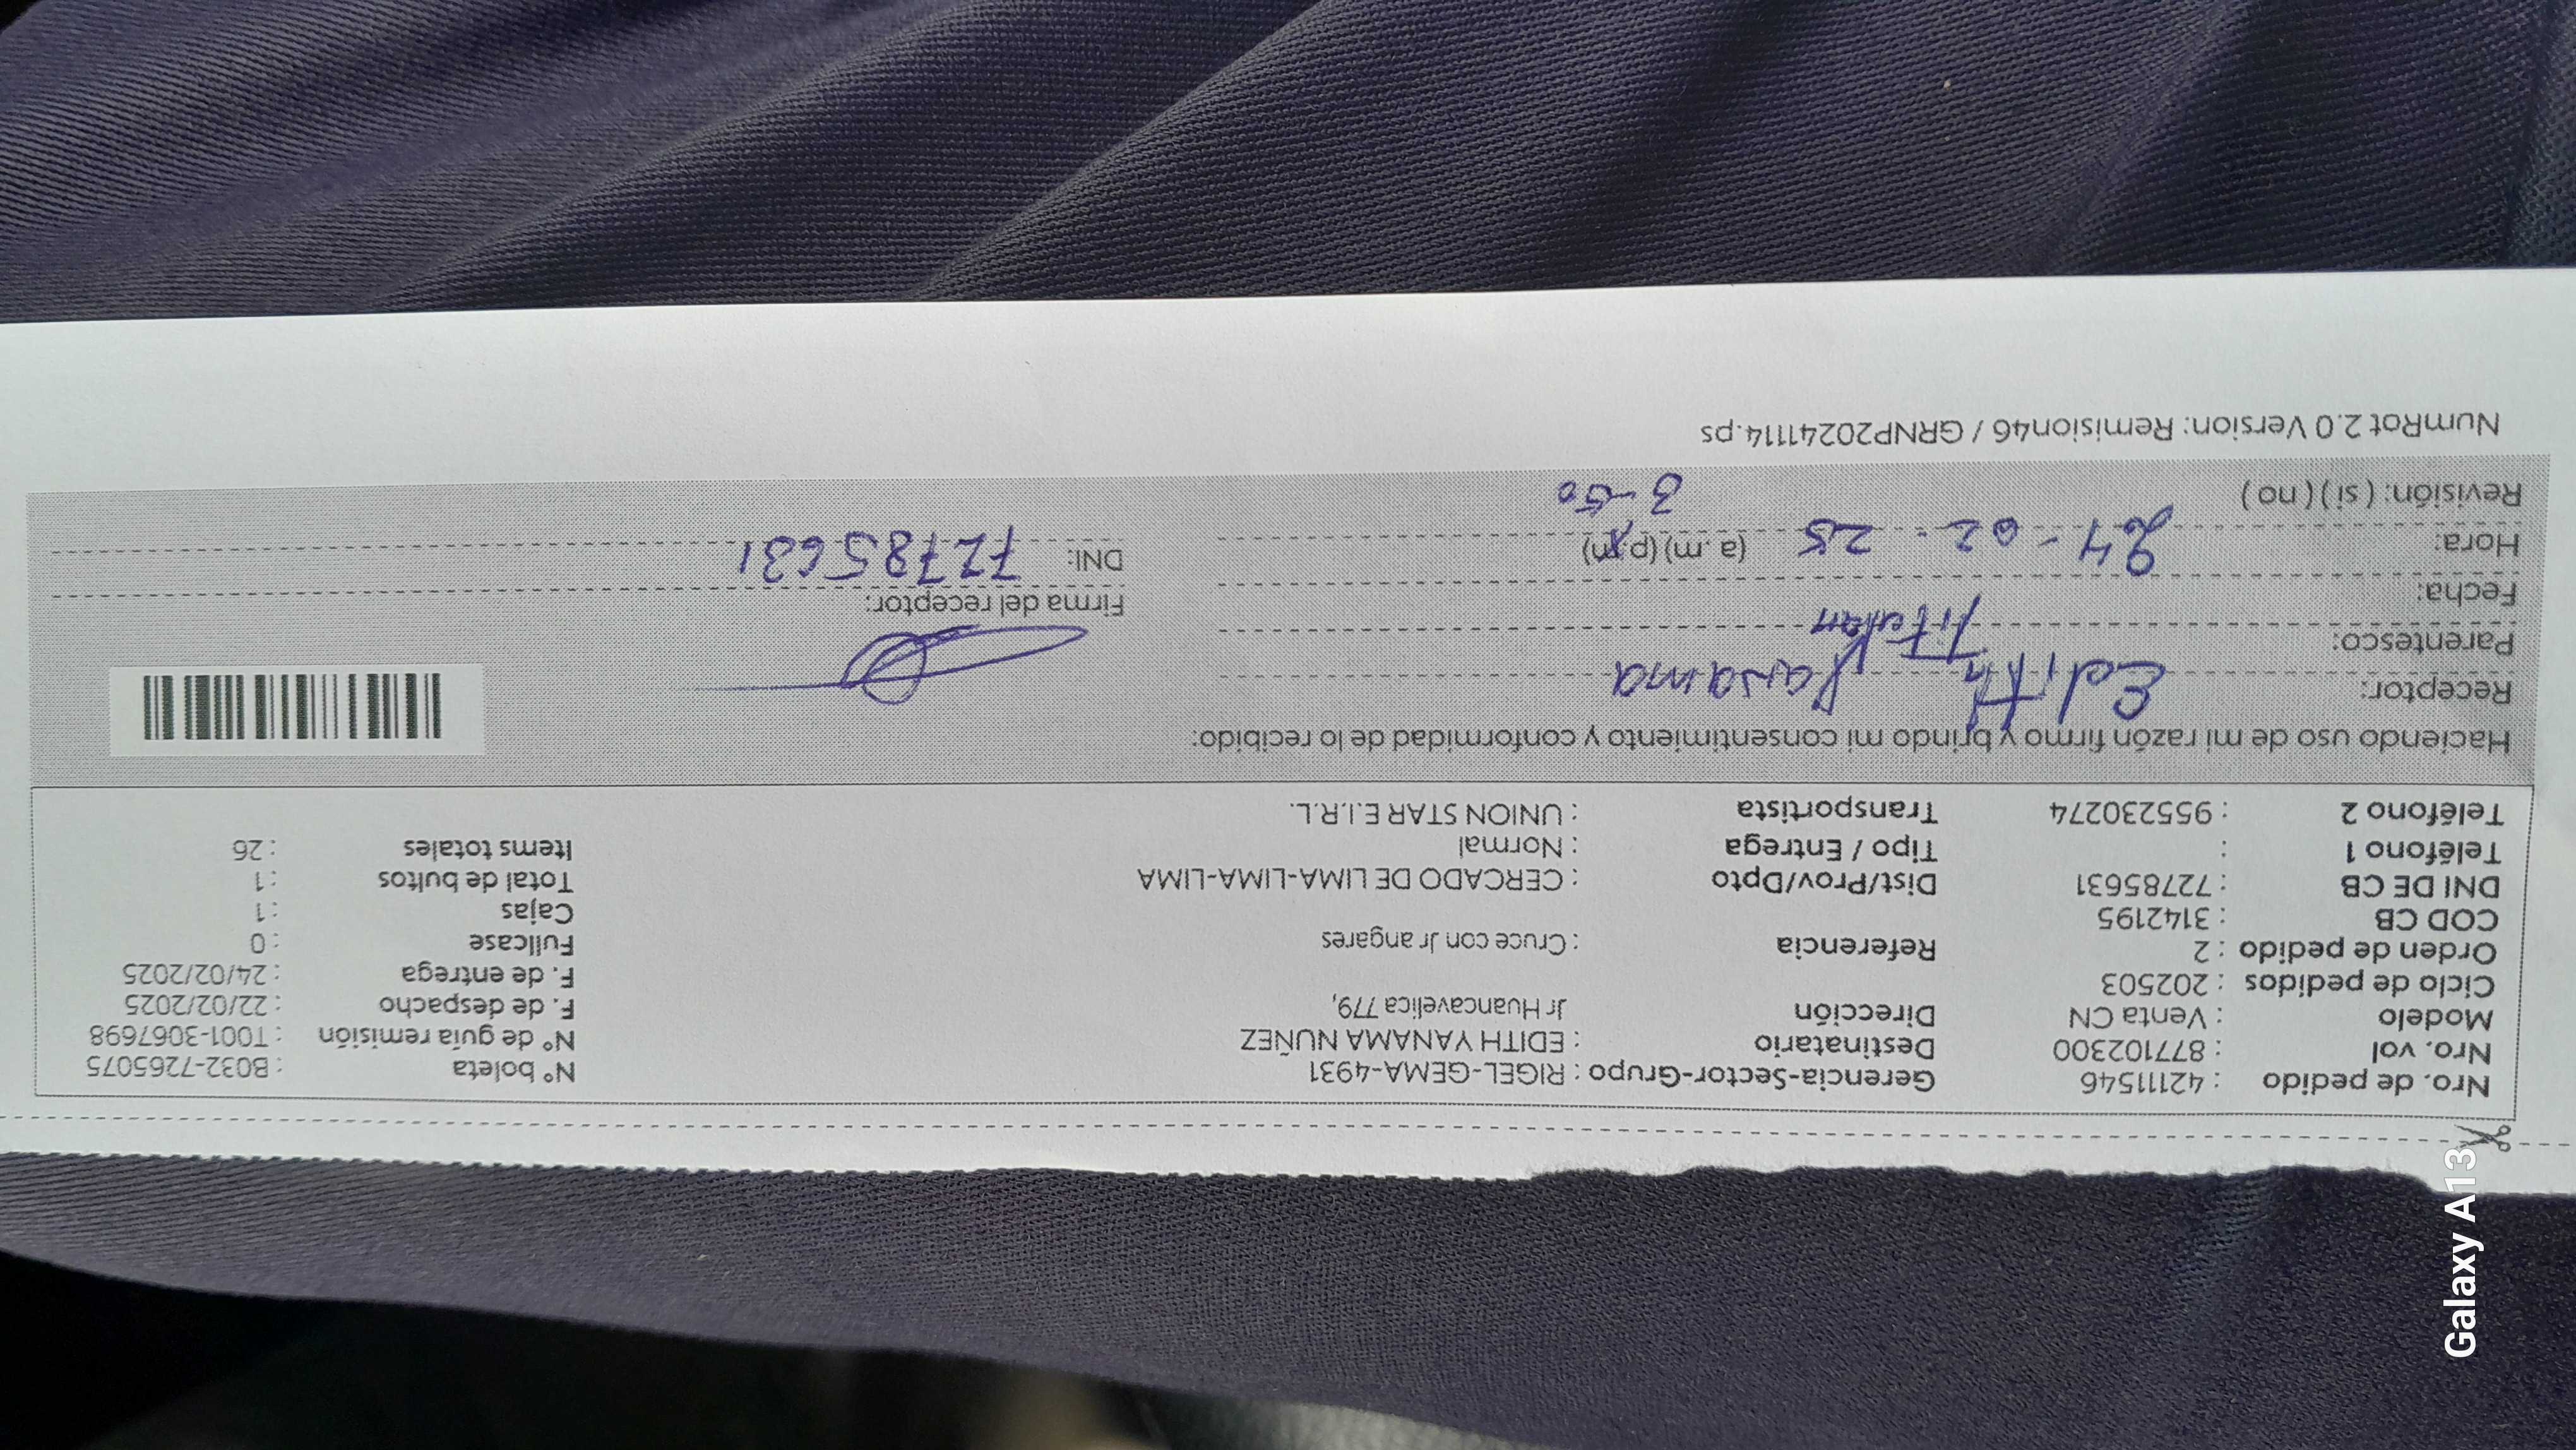 Nro. de pedido : 42111546 Gerencia-Sector-Grupo : RIGEL-GEMA-4931 N° boleta : B032-7265075
Nro. vol : 877102300 Destinatario : EDITH YANAMA NUÑEZ N° de guía remisión : T001-3067698
Modelo : Venta CN Dirección Jr Huancavelica 779, F. de despacho : 22/02/2025
Ciclo de pedidos : 202503 F. de entrega : 24/02/2025
Orden de pedido : 2 Referencia : Cruce con Jr angares Fullcase : 0
COD CB : 3142195 Cajas : 1
DNI DE CB : 72785631 Dist/Prov/Dpto : CERCADO DE LIMA-LIMA-LIMA Total de bultos : 1
Teléfono 1 : Tipo / Entrega : Normal Items totales : 26
Teléfono 2 : 955230274 Transportista : UNION STAR E.I.R.L.
Haciendo uso de mi razón firmo y brindo mi consentimiento y conformidad de lo recibido:
Receptor: Edith Yanama
Parentesco: Titular
Firma del receptor:
Fecha: 24-02-25
Hora: (a.m) (p.m) 3-50
DNI: 72785631
Revisión: ( si ) ( no )
NumRot 2.0 Version: Remision46 / GRNP20241114.ps
Galaxy A13